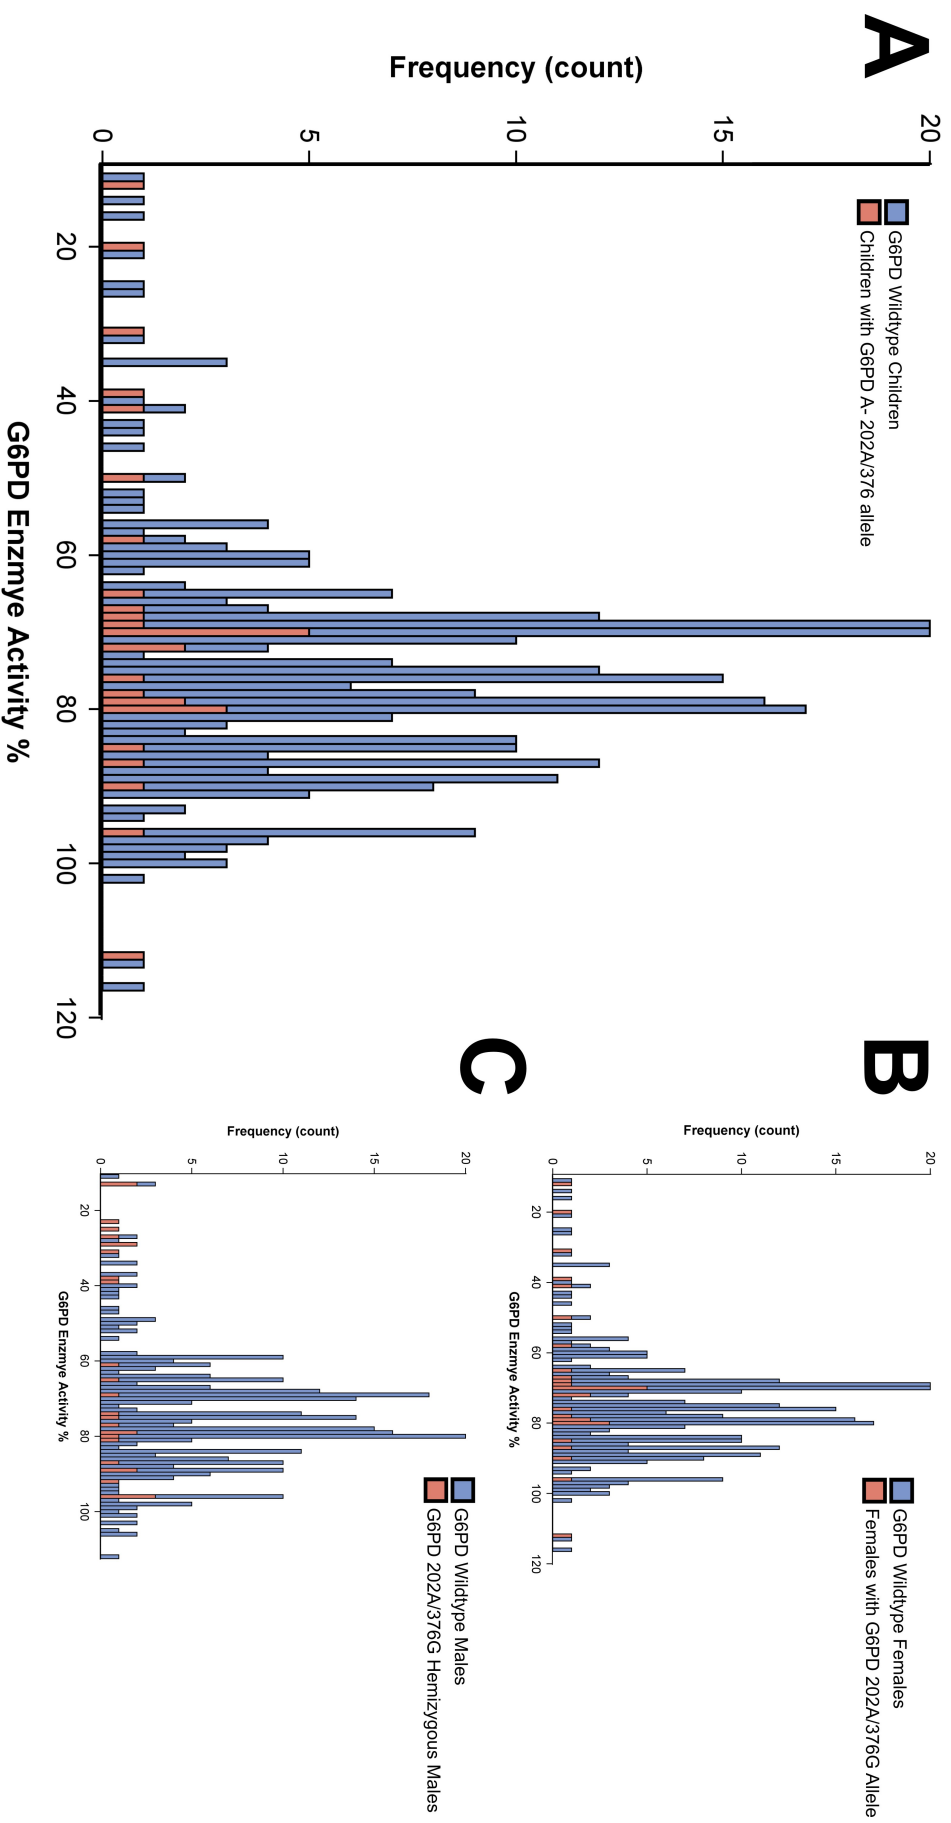 A
Frequency (count)
20
15
10
5
0
G6PD Wildtype Children
Children with G6PD A- 202A/376 allele
20
40
60
80
100
120
G6PD Enzmye Activity %
B
Frequency (count)
20
15
10
5
0
G6PD Wildtype Females
Females with G6PD 202A/376G Allele
20
40
60
80
100
120
G6PD Enzmye Activity %
C
Frequency (count)
20
15
10
5
0
G6PD Wildtype Males
G6PD 202A/376G Hemizygous Males
20
40
60
80
100
G6PD Enzmye Activity %